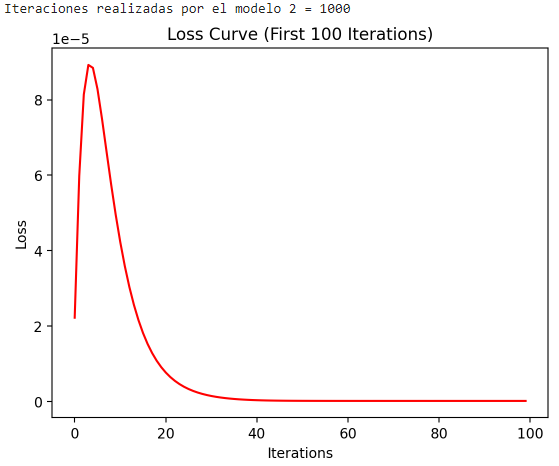 Iteraciones realizadas por el modelo 2 = 1000
Loss Curve (First 100 Iterations)
1e−5
8
6
4
2
0
Loss
0 20 40 60 80 100
Iterations